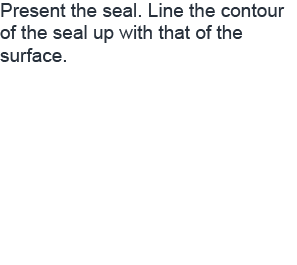 Present the seal. Line the contour
of the seal up with that of the
surface.